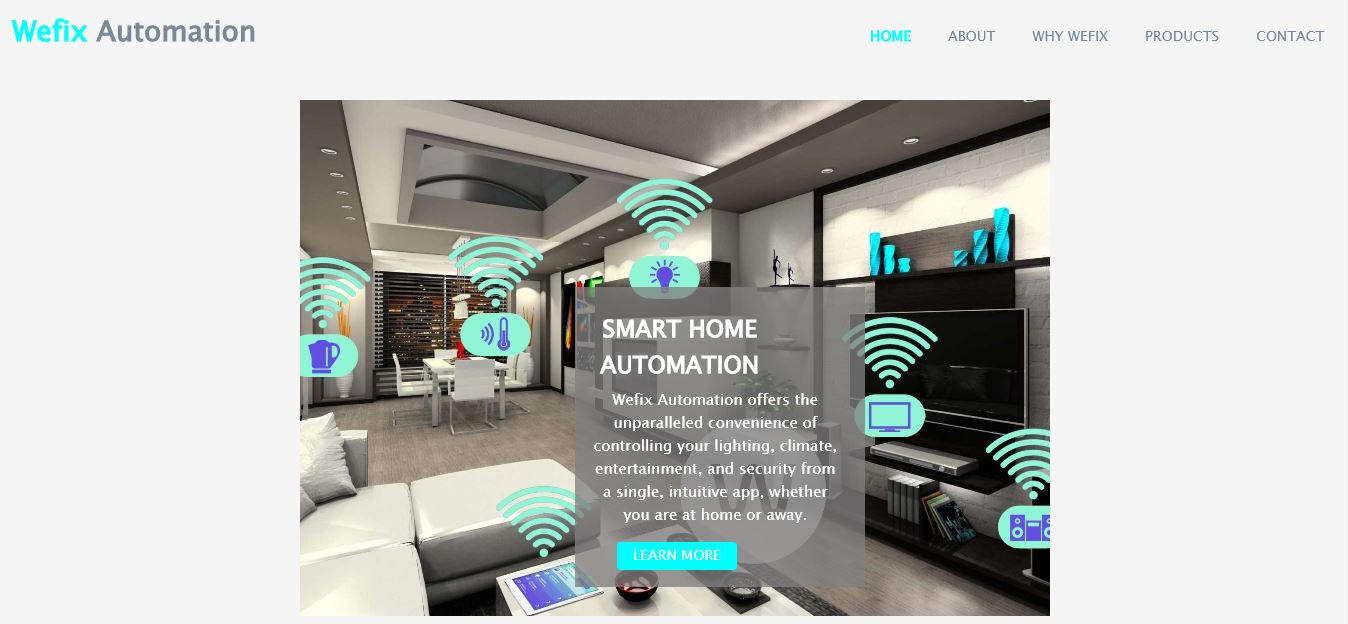 Wefix Automation
HOME ABOUT WHY WEFIX PRODUCTS CONTACT
SMART HOME
AUTOMATION
Wefix Automation offers the
unparalleled convenience of
controlling your lighting, climate,
entertainment, and security from
a single, intuitive app, whether
you are at home or away.
W
LEARN MORE